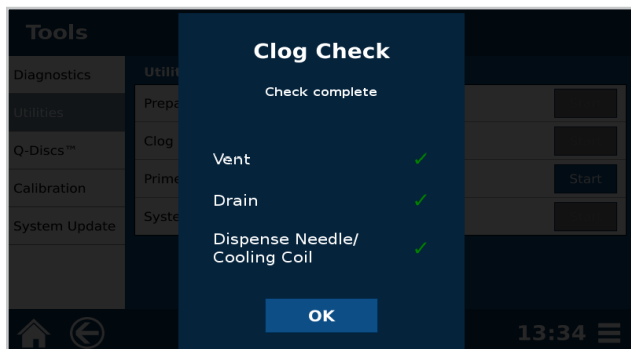 Tools
Clog Check
Check complete
Diagnostics
Utilities
Q-Discs™
Calibration
System Update
Utilit
Prepa
Clog
Prime
Start
Syste
Vent
Drain
Dispense Needle/
Cooling Coil
OK
13:34